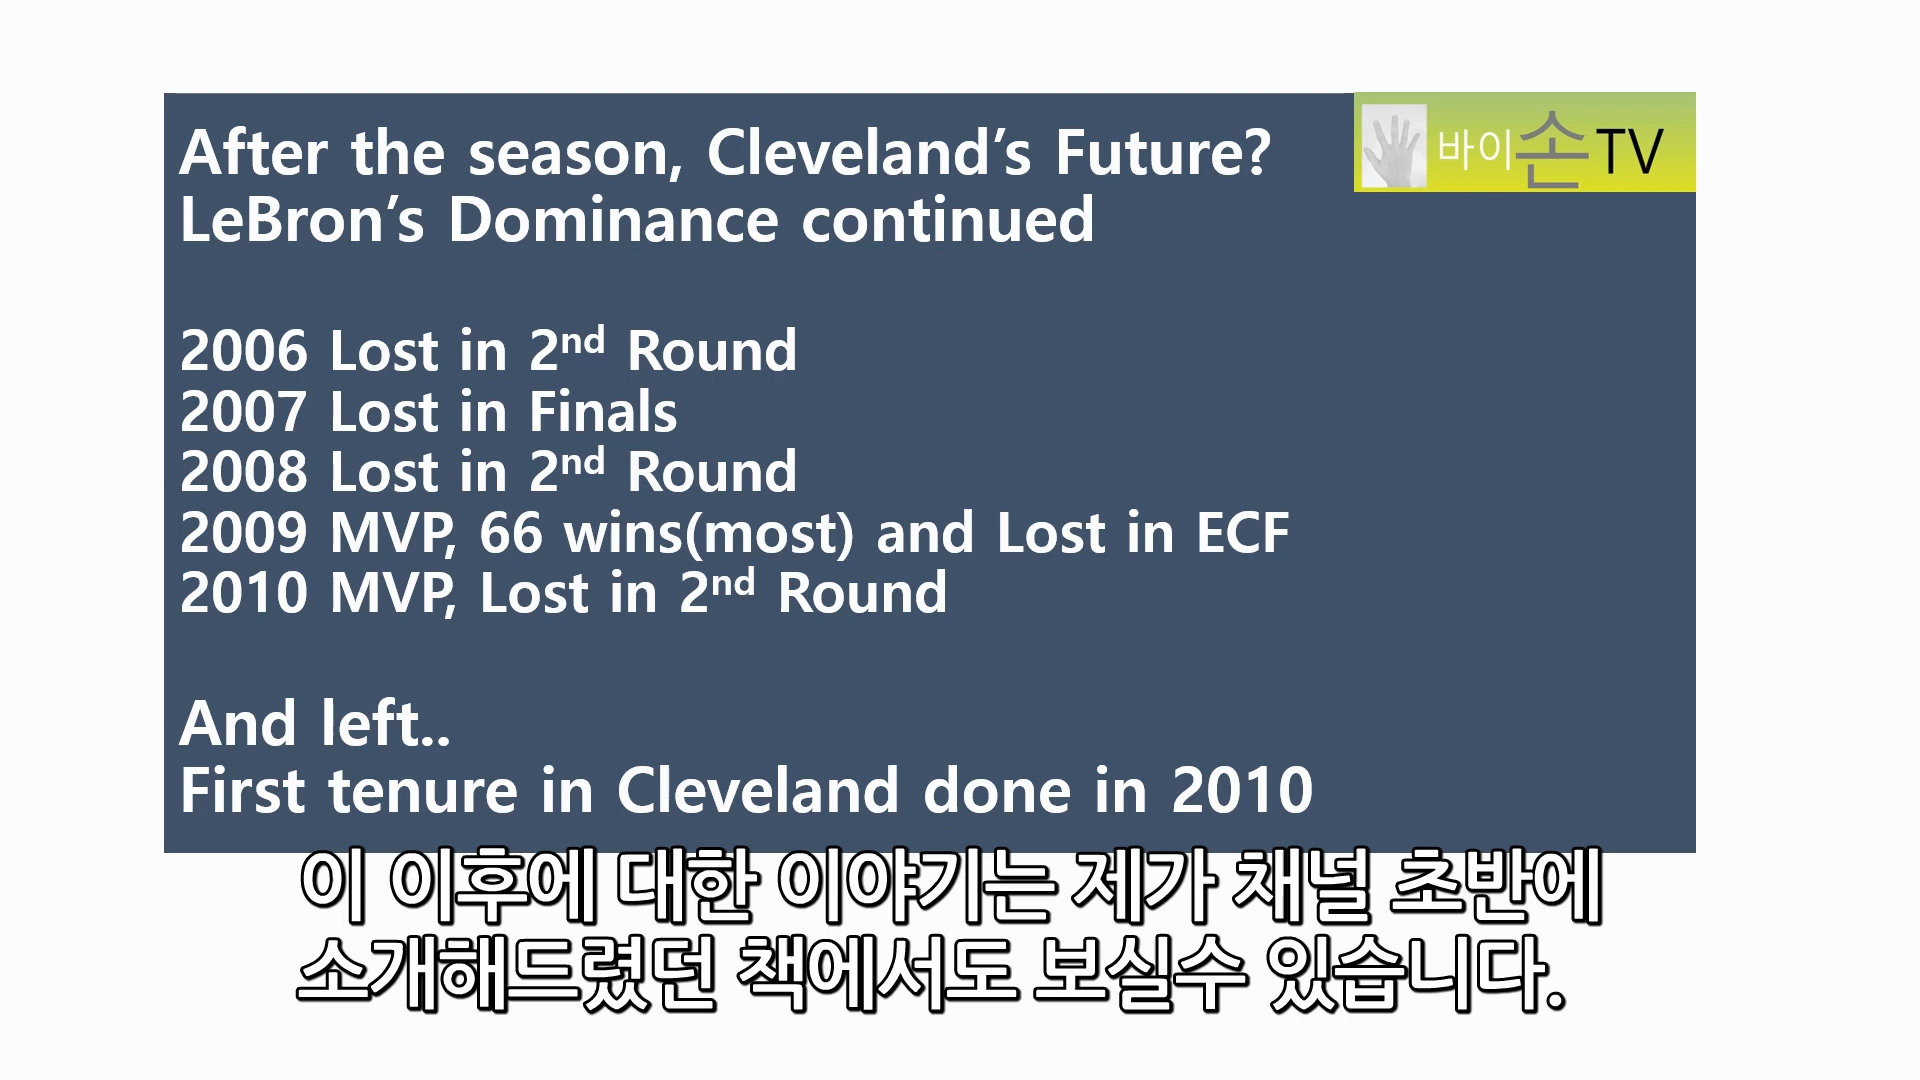 After the season, Cleveland’s Future?
바이손TV
LeBron’s Dominance continued
2006 Lost in 2nd Round
2007 Lost in Finals
2008 Lost in 2nd Round
2009 MVP, 66 wins(most) and Lost in ECF
2010 MVP, Lost in 2nd Round
And left..
First tenure in Cleveland done in 2010
이 이후에 대한 이야기는 제가 채널 초반에
소개해드렸던 책에서도 보실수 있습니다.